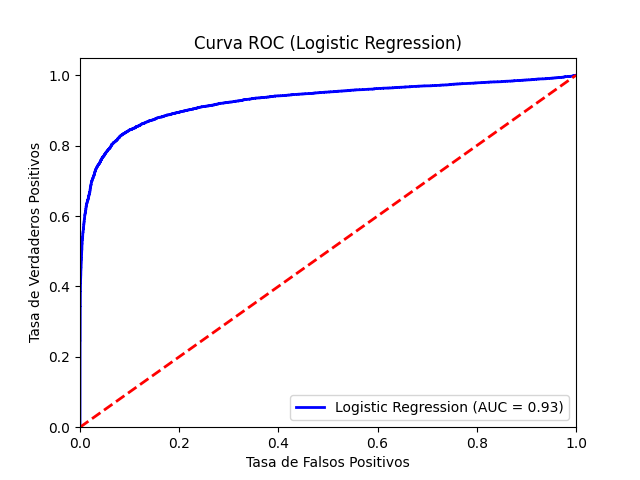 Curva ROC (Logistic Regression)
Tasa de Verdaderos Positivos
1.0
0.8
0.6
0.4
0.2
0.0
Logistic Regression (AUC = 0.93)
0.0 0.2 0.4 0.6 0.8 1.0
Tasa de Falsos Positivos